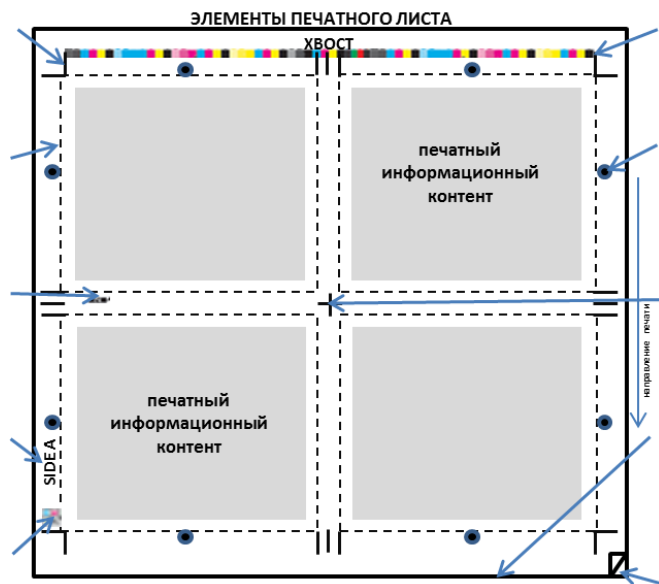 ЭЛЕМЕНТЫ ПЕЧАТНОГО ЛИСТА
ХВОСТ
печатный
информационный
контент
направление печати
печатный
информационный
контент
SIDE A